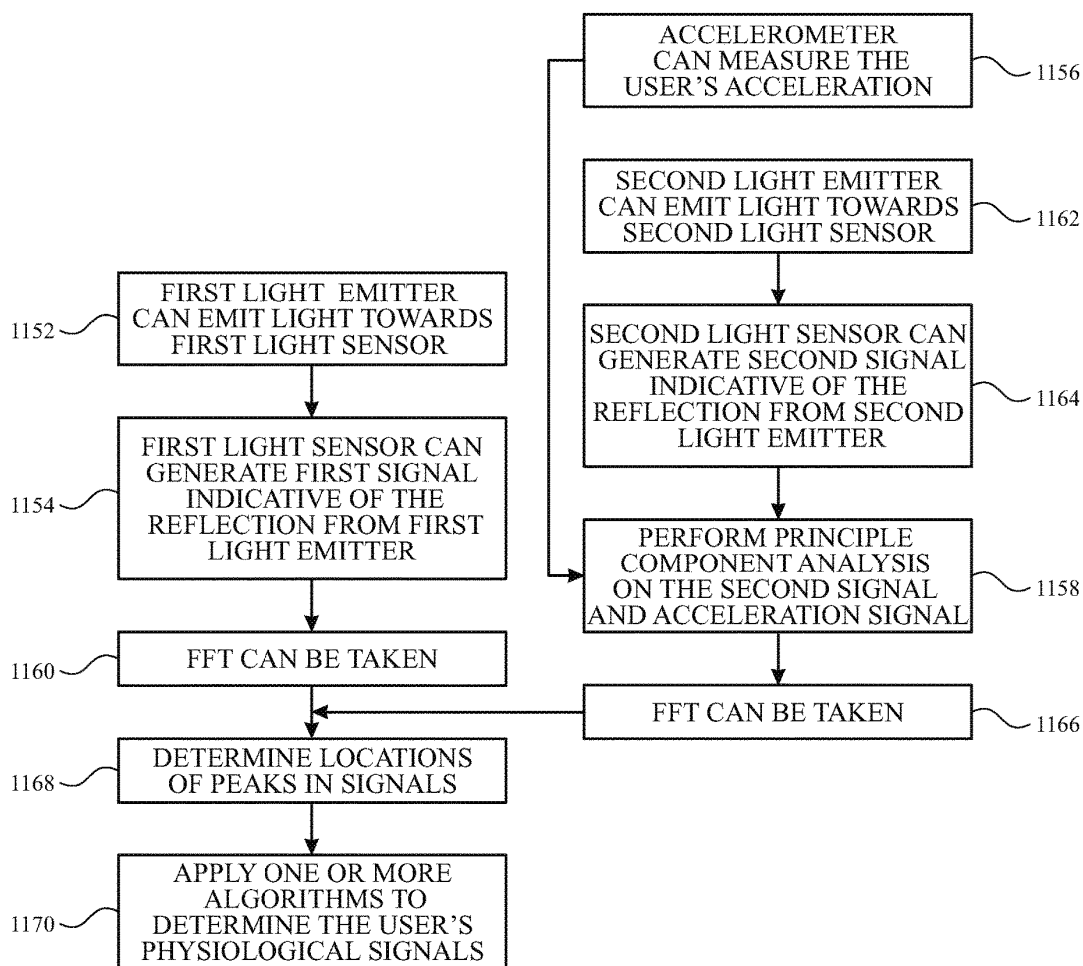 ACCELEROMETER
CAN MEASURE THE
USER'S ACCELERATION
1156
SECOND LIGHT EMITTER
CAN EMIT LIGHT TOWARDS
SECOND LIGHT SENSOR
1162
FIRST LIGHT EMITTER
CAN EMIT LIGHT TOWARDS
FIRST LIGHT SENSOR
1152
SECOND LIGHT SENSOR CAN
GENERATE SECOND SIGNAL
INDICATIVE OF THE
REFLECTION FROM SECOND
LIGHT EMITTER
1164
FIRST LIGHT SENSOR CAN
GENERATE FIRST SIGNAL
INDICATIVE OF THE
REFLECTION FROM FIRST
LIGHT EMITTER
1154
PERFORM PRINCIPLE
COMPONENT ANALYSIS
ON THE SECOND SIGNAL
AND ACCELERATION SIGNAL
1158
FFT CAN BE TAKEN
1160
FFT CAN BE TAKEN
1166
DETERMINE LOCATIONS
OF PEAKS IN SIGNALS
1168
APPLY ONE OR MORE
ALGORITHMS TO
DETERMINE THE USER'S
PHYSIOLOGICAL SIGNALS
1170